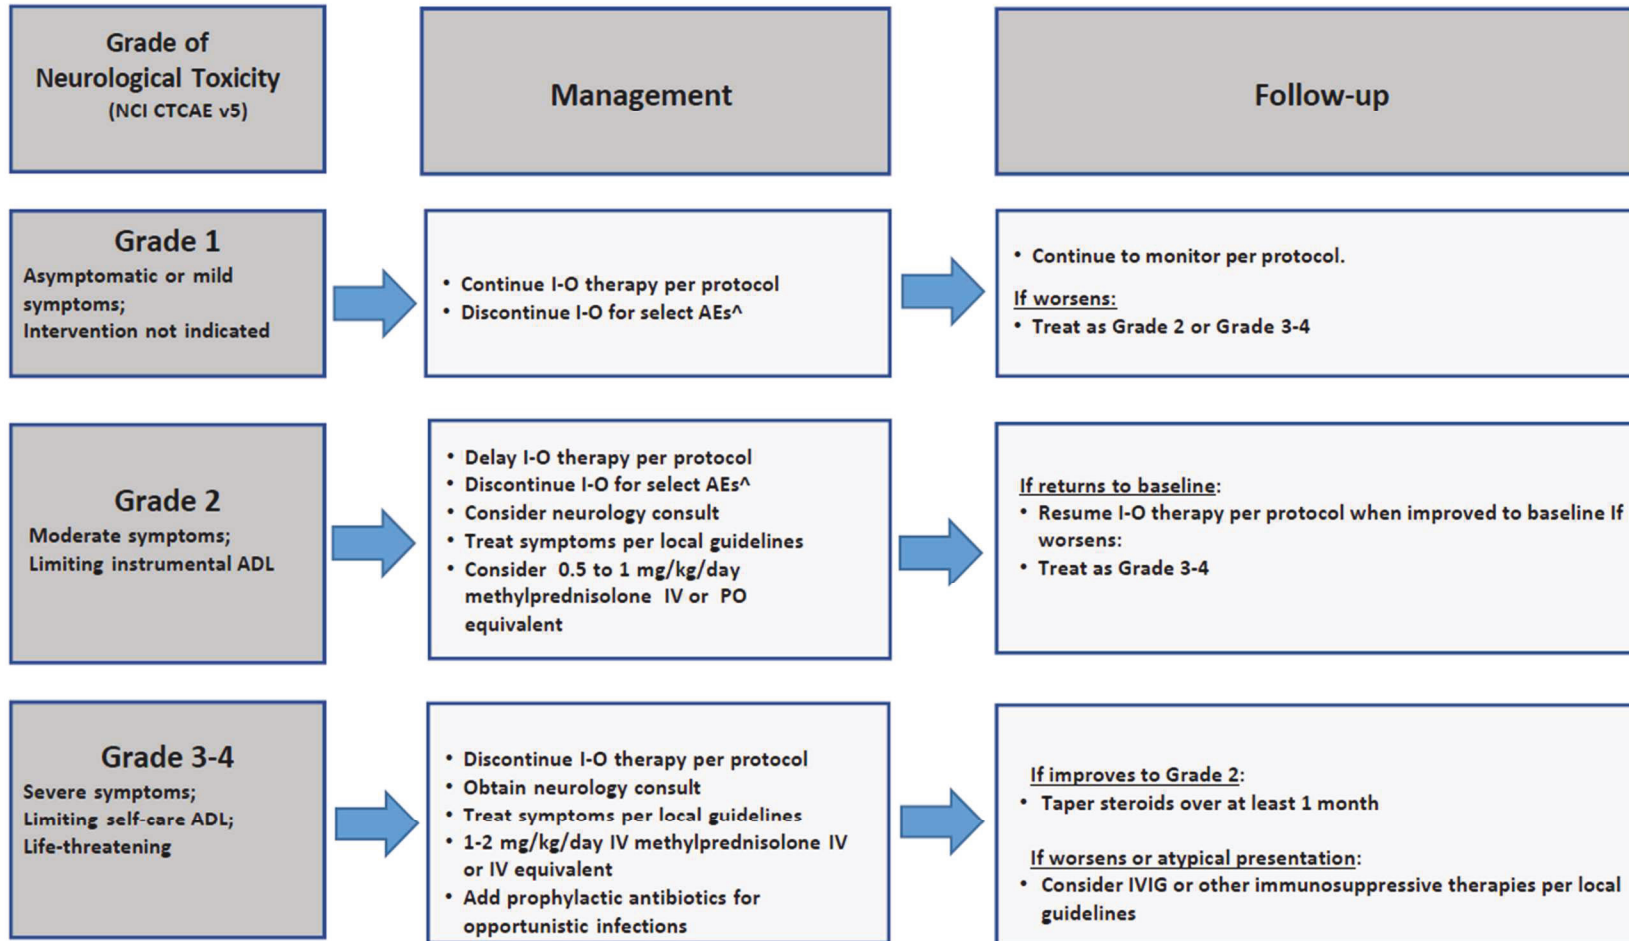 Grade of
Neurological Toxicity
(NCI CTCAE v5)
Management
Follow-up
Grade 1
Asymptomatic or mild
symptoms;
Intervention not indicated
• Continue I-O therapy per protocol
• Discontinue I-O for select AEs^
• Continue to monitor per protocol.
If worsens:
• Treat as Grade 2 or Grade 3-4
Grade 2
Moderate symptoms;
Limiting instrumental ADL
• Delay I-O therapy per protocol
• Discontinue I-O for select AEs^
• Consider neurology consult
• Treat symptoms per local guidelines
• Consider 0.5 to 1 mg/kg/day
methylprednisolone IV or PO
equivalent
If returns to baseline:
• Resume I-O therapy per protocol when improved to baseline If
worsens:
• Treat as Grade 3-4
Grade 3-4
Severe symptoms;
Limiting self-care ADL;
Life-threatening
• Discontinue I-O therapy per protocol
• Obtain neurology consult
• Treat symptoms per local guidelines
• 1-2 mg/kg/day IV methylprednisolone IV
or IV equivalent
• Add prophylactic antibiotics for
opportunistic infections
If improves to Grade 2:
• Taper steroids over at least 1 month
If worsens or atypical presentation:
• Consider IVIG or other immunosuppressive therapies per local
guidelines